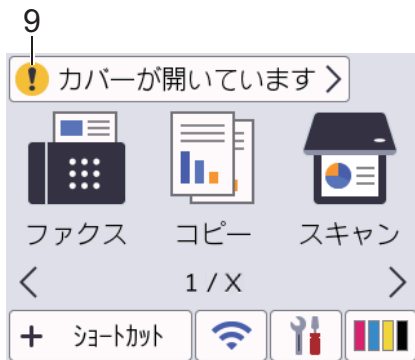 9
! カバーが開いています >
ファクス コピー スキャン
< 1 / X >
+ ショートカット